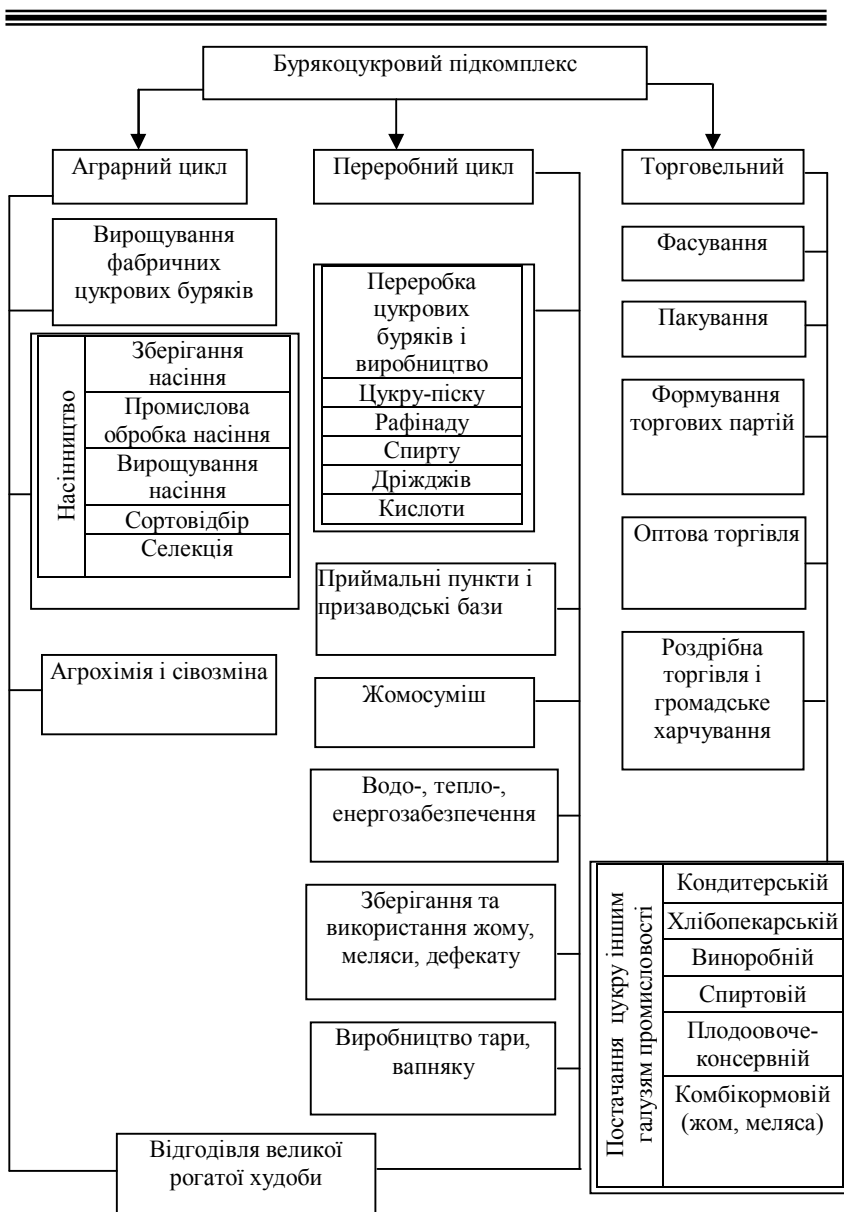 Бурякоцукровий підкомплекс
Аграрний цикл
Переробний цикл
Торговельний
Вирощування
фабричних
цукрових буряків
Насінництво
Зберігання
насіння
Промислова
обробка насіння
Вирощування
насіння
Сортовідбір
Селекція
Агрохімія і сівозміна
Переробка
цукрових
буряків і
виробництво
Цукру-піску
Рафінаду
Спирту
Дріжджів
Кислоти
Приймальні пункти і
призаводські бази
Жомосуміш
Водо-, тепло-,
енергозабезпечення
Зберігання та
використання жому,
меляси, дефекату
Виробництво тари,
вапняку
Відгодівля великої
рогатої худоби
Фасування
Пакування
Формування
торгових партій
Оптова торгівля
Роздрібна
торгівля і
громадське
харчування
Постачання цукру іншим
галузям промисловості
Кондитерській
Хлібопекарській
Виноробній
Спиртовій
Плодоовоче-
консервній
Комбікормовій
(жом, меляса)